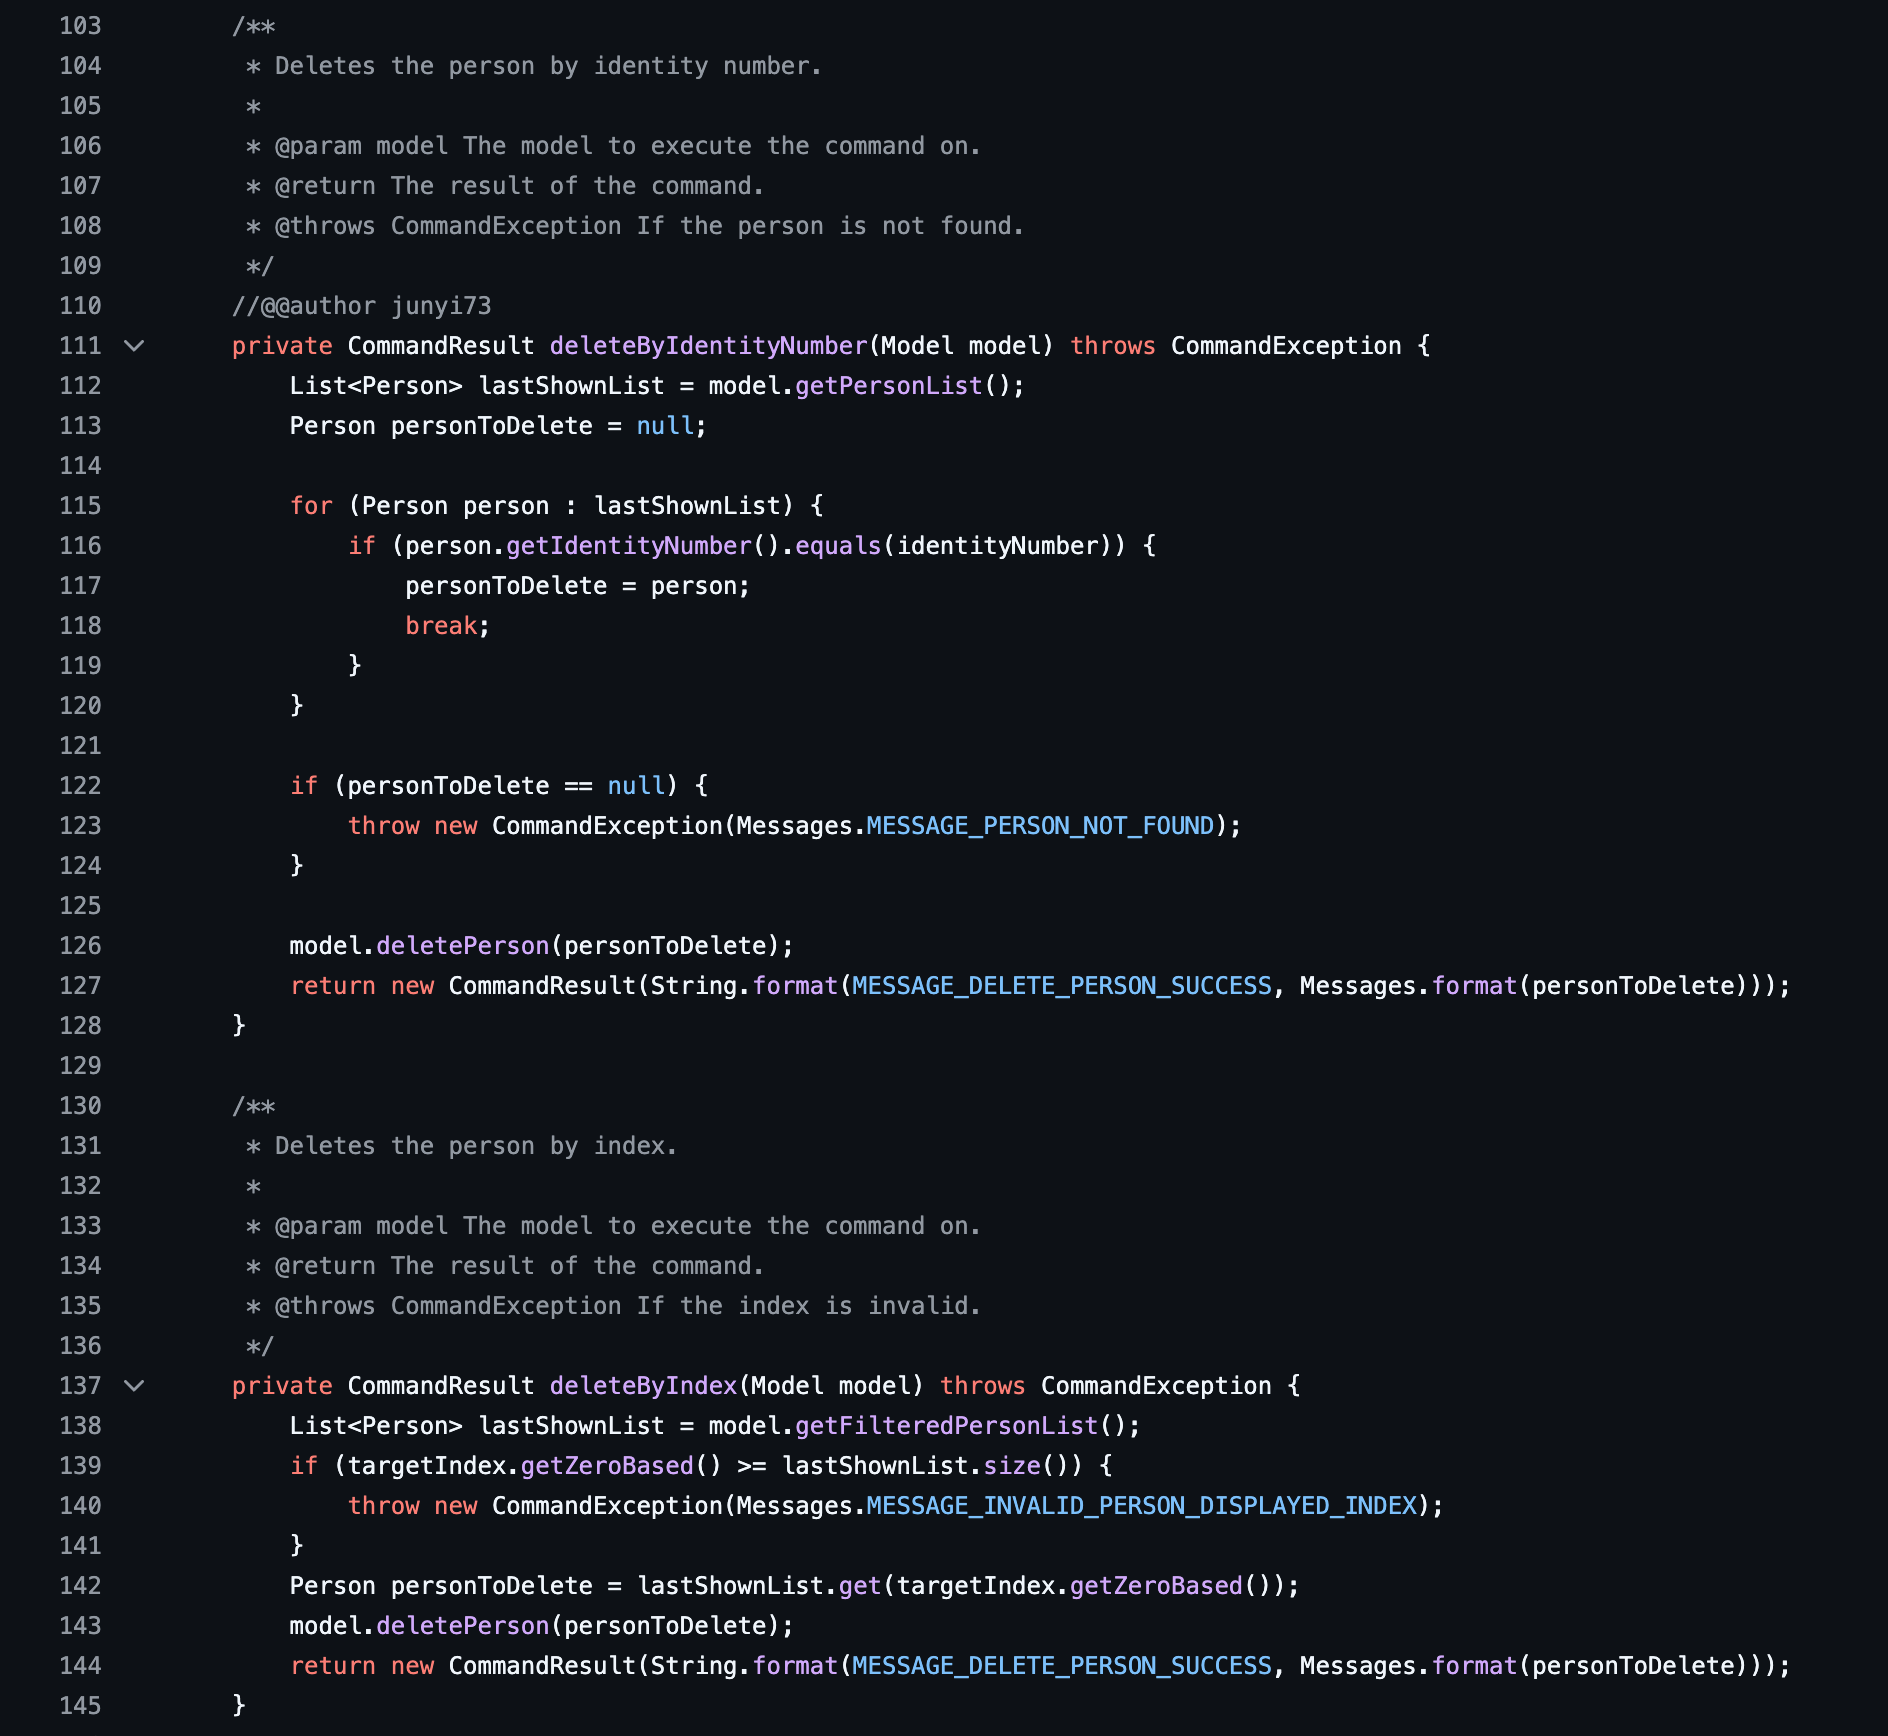 103 /**
104  * Deletes the person by identity number.
105  *
106  * @param model The model to execute the command on.
107  * @return The result of the command.
108  * @throws CommandException If the person is not found.
109  */
110 //@@author junyi73
111 private CommandResult deleteByIdentityNumber(Model model) throws CommandException {
112     List<Person> lastShownList = model.getPersonList();
113     Person personToDelete = null;
114
115     for (Person person : lastShownList) {
116         if (person.getIdentityNumber().equals(identityNumber)) {
117             personToDelete = person;
118             break;
119         }
120     }
121
122     if (personToDelete == null) {
123         throw new CommandException(Messages.MESSAGE_PERSON_NOT_FOUND);
124     }
125
126     model.deletePerson(personToDelete);
127     return new CommandResult(String.format(MESSAGE_DELETE_PERSON_SUCCESS, Messages.format(personToDelete)));
128 }
129
130 /**
131  * Deletes the person by index.
132  *
133  * @param model The model to execute the command on.
134  * @return The result of the command.
135  * @throws CommandException If the index is invalid.
136  */
137 private CommandResult deleteByIndex(Model model) throws CommandException {
138     List<Person> lastShownList = model.getFilteredPersonList();
139     if (targetIndex.getZeroBased() >= lastShownList.size()) {
140         throw new CommandException(Messages.MESSAGE_INVALID_PERSON_DISPLAYED_INDEX);
141     }
142     Person personToDelete = lastShownList.get(targetIndex.getZeroBased());
143     model.deletePerson(personToDelete);
144     return new CommandResult(String.format(MESSAGE_DELETE_PERSON_SUCCESS, Messages.format(personToDelete)));
145 }